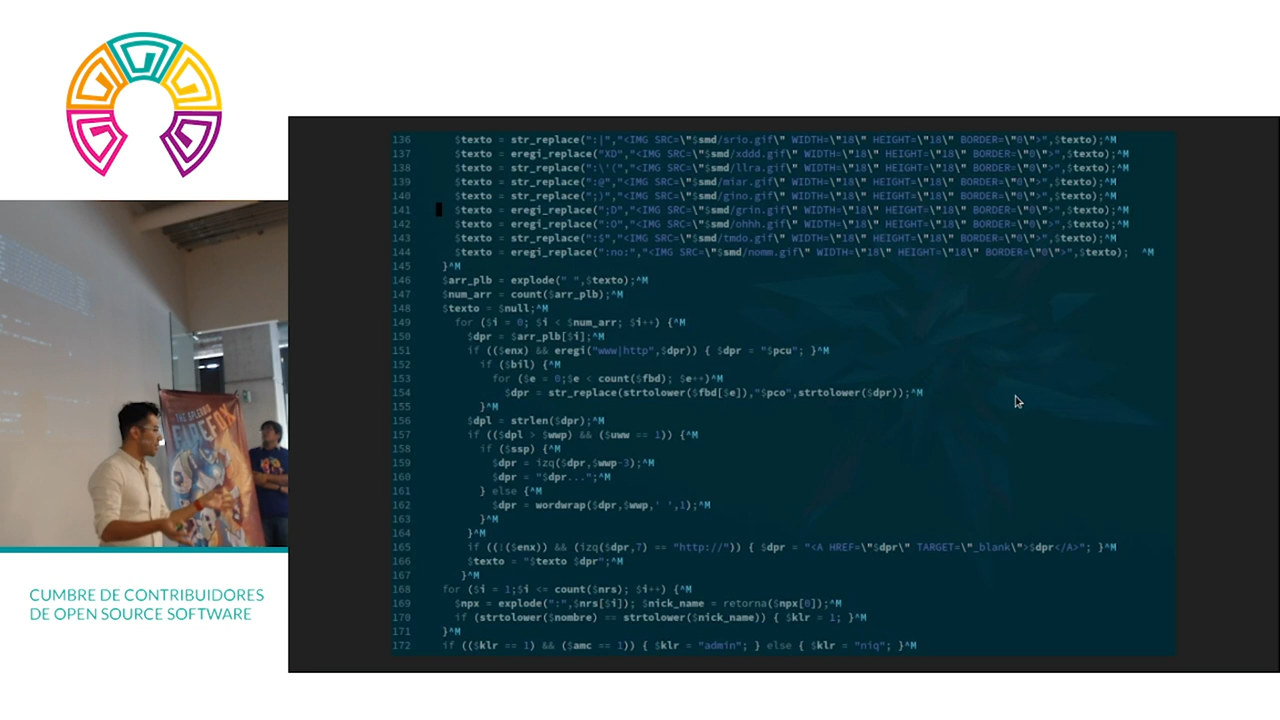 136 $texto = str_replace(":|","<IMG SRC=\"$smd/srio.gif\" WIDTH=\"18\" HEIGHT=\"18\" BORDER=\"0\">",$texto);^M
137 $texto = eregi_replace("XD","<IMG SRC=\"$smd/xddd.gif\" WIDTH=\"18\" HEIGHT=\"18\" BORDER=\"0\">",$texto);^M
138 $texto = str_replace(":\'(","<IMG SRC=\"$smd/llra.gif\" WIDTH=\"18\" HEIGHT=\"18\" BORDER=\"0\">",$texto);^M
139 $texto = str_replace(":@","<IMG SRC=\"$smd/miar.gif\" WIDTH=\"18\" HEIGHT=\"18\" BORDER=\"0\">",$texto);^M
140 $texto = str_replace(";)","<IMG SRC=\"$smd/gino.gif\" WIDTH=\"18\" HEIGHT=\"18\" BORDER=\"0\">",$texto);^M
141 $texto = eregi_replace(";D","<IMG SRC=\"$smd/grin.gif\" WIDTH=\"18\" HEIGHT=\"18\" BORDER=\"0\">",$texto);^M
142 $texto = eregi_replace(":O","<IMG SRC=\"$smd/ohhh.gif\" WIDTH=\"18\" HEIGHT=\"18\" BORDER=\"0\">",$texto);^M
143 $texto = str_replace(":$","<IMG SRC=\"$smd/tmdo.gif\" WIDTH=\"18\" HEIGHT=\"18\" BORDER=\"0\">",$texto);^M
144 $texto = eregi_replace(":no:","<IMG SRC=\"$smd/nomm.gif\" WIDTH=\"18\" HEIGHT=\"18\" BORDER=\"0\">",$texto);  ^M
145 }^M
146 $arr_plb = explode(" ",$texto);^M
147 $num_arr = count($arr_plb);^M
148 $texto = $null;^M
149 for ($i = 0; $i < $num_arr; $i++) {^M
150 $dpr = $arr_plb[$i];^M
151 if (($enx) && eregi("www|http",$dpr)) { $dpr = "$pcu"; }^M
152 if ($bil) {^M
153 for ($e = 0;$e < count($fbd); $e++)^M
154 $dpr = str_replace(strtolower($fbd[$e]),"$pco",strtolower($dpr));^M
155 }^M
156 $dpl = strlen($dpr);^M
157 if (($dpl > $wwp) && ($uww == 1)) {^M
158 if ($ssp) {^M
159 $dpr = izq($dpr,$wwp-3);^M
160 $dpr = "$dpr...";^M
161 } else {^M
162 $dpr = wordwrap($dpr,$wwp,' ',1);^M
163 }^M
164 }^M
165 if ((!($enx)) && (izq($dpr,7) == "http://")) { $dpr = "<A HREF=\"$dpr\" TARGET=\"_blank\">$dpr</A>"; }^M
166 $texto = "$texto $dpr";^M
167 }^M
168 for ($i = 1;$i <= count($nrs); $i++) {^M
169 $npx = explode(":",$nrs[$i]); $nick_name = retorna($npx[0]);^M
170 if (strtolower($nombre) == strtolower($nick_name)) { $klr = 1; }^M
171 }^M
172 if (($klr == 1) && ($amc == 1)) { $klr = "admin"; } else { $klr = "niq"; }^M
THE SPLENDID
FIREFOX
CUMBRE DE CONTRIBUIDORES
DE OPEN SOURCE SOFTWARE